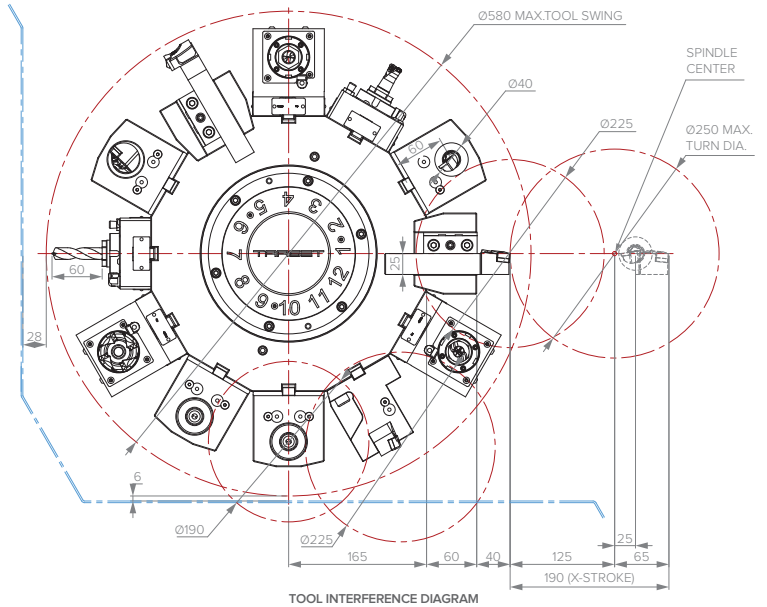 Ø580 MAX.TOOL SWING
SPINDLE
CENTER
Ø40
Ø225
Ø250 MAX.
TURN DIA.
60
4
5
3
6
2
7
1
8
12
9
11
10
25
60
28
6
Ø190
Ø225
165
60
40
125
25
65
190 (X-STROKE)
TOOL INTERFERENCE DIAGRAM